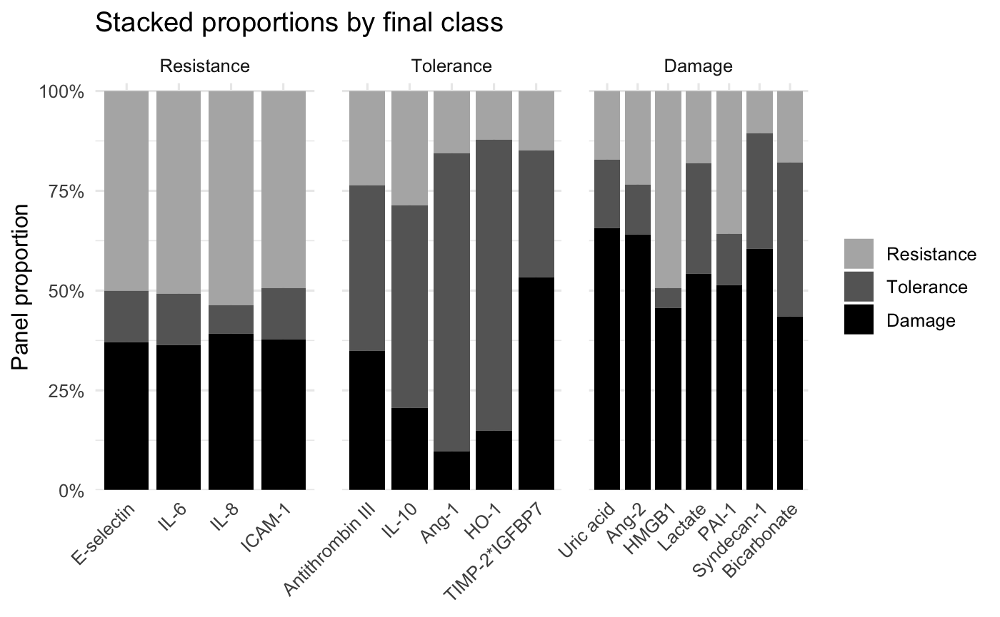 Stacked proportions by final class
Resistance
Tolerance
Damage
Panel proportion
100%
75%
50%
25%
0%
E-selectin
IL-6
IL-8
ICAM-1
Antithrombin III
IL-10
Ang-1
HO-1
TIMP-2*IGFBP7
Uric acid
Ang-2
HMGB1
Lactate
PAI-1
Syndecan-1
Bicarbonate
Resistance
Tolerance
Damage